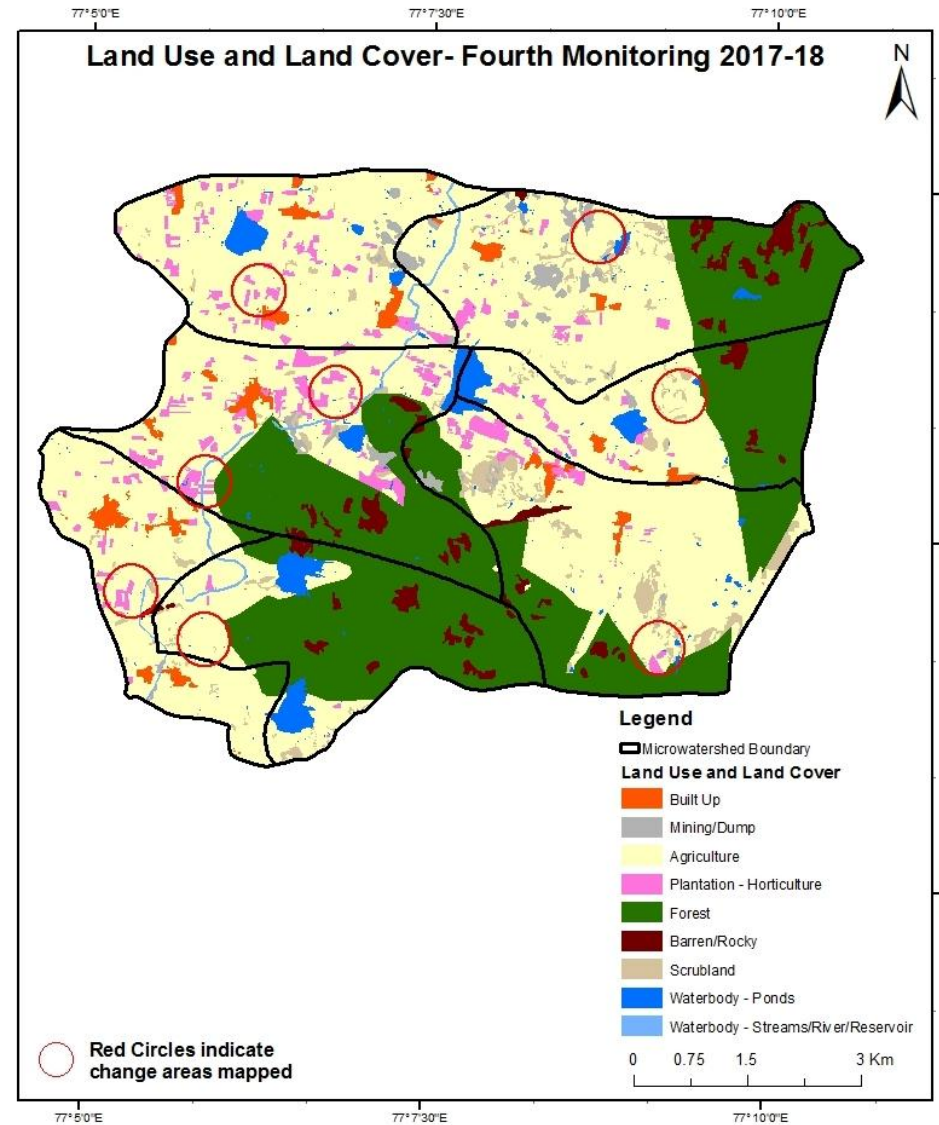 77°5'0"E 77°7'30"E 77°10'0"E
Land Use and Land Cover- Fourth Monitoring 2017-18
N
Legend
Microwatershed Boundary
Land Use and Land Cover
Built Up
Mining/Dump
Agriculture
Plantation - Horticulture
Forest
Barren/Rocky
Scrubland
Waterbody - Ponds
Waterbody - Streams/River/Reservoir
0 0.75 1.5 3 Km
Red Circles indicate
change areas mapped
77°5'0"E 77°7'30"E 77°10'0"E